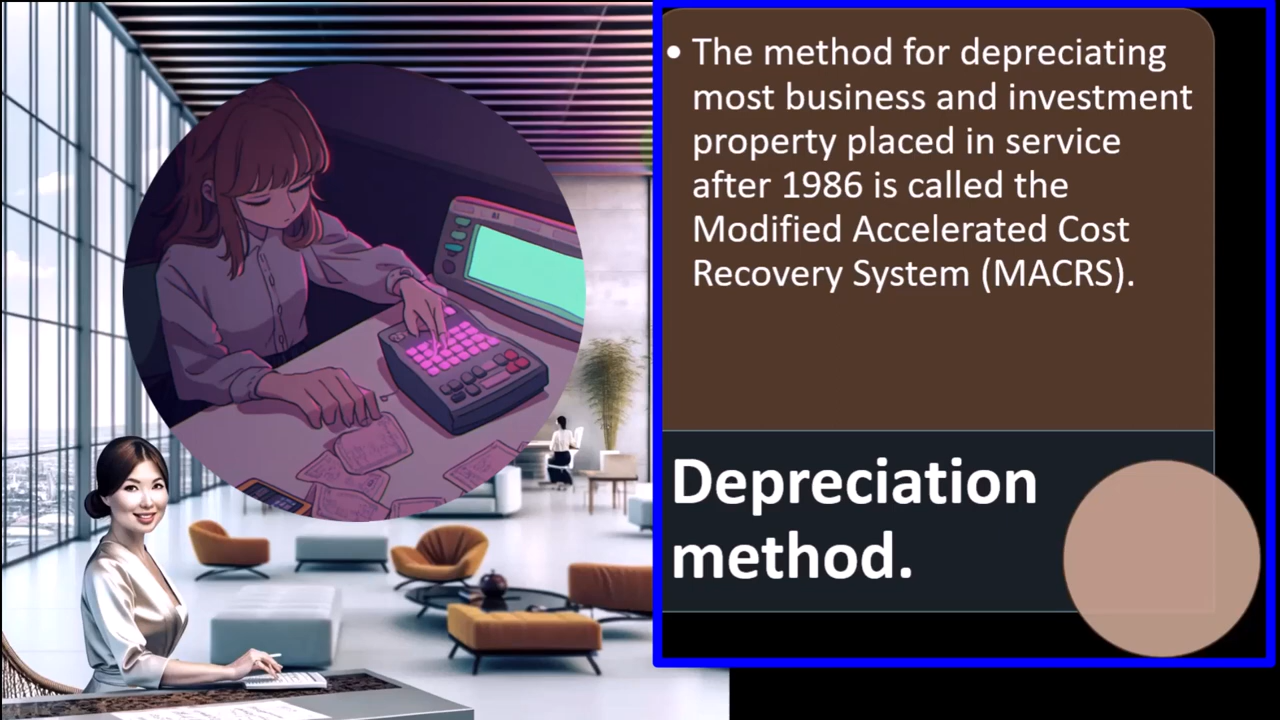 • The method for depreciating
most business and investment
property placed in service
after 1986 is called the
Modified Accelerated Cost
Recovery System (MACRS).
Depreciation
method.